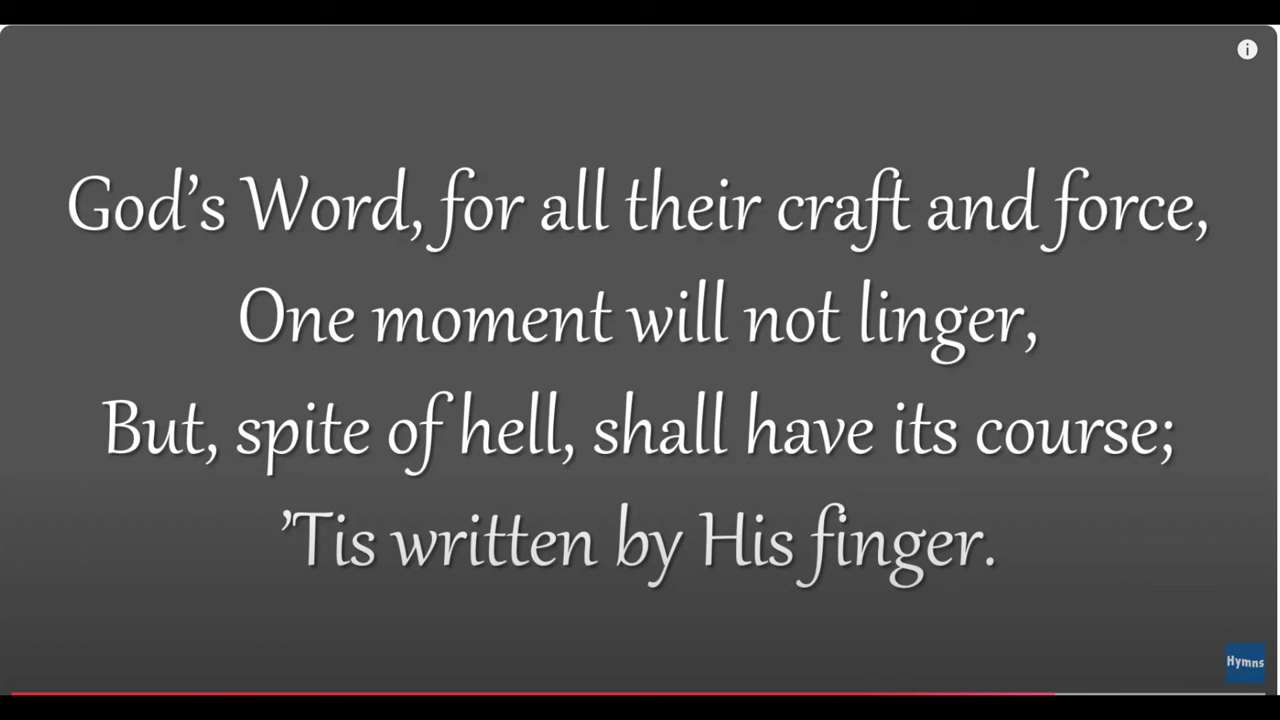 God’s Word, for all their craft and force,
One moment will not linger,
But, spite of hell, shall have its course;
’Tis written by His finger.
Hymns